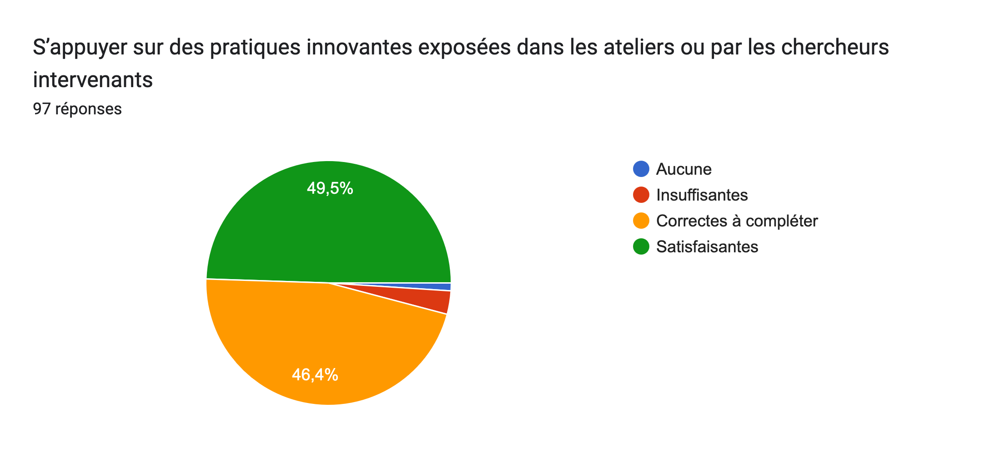 S’appuyer sur des pratiques innovantes exposées dans les ateliers ou par les chercheurs
intervenants
97 réponses
49,5%
46,4%
Aucune
Insuffisantes
Correctes à compléter
Satisfaisantes